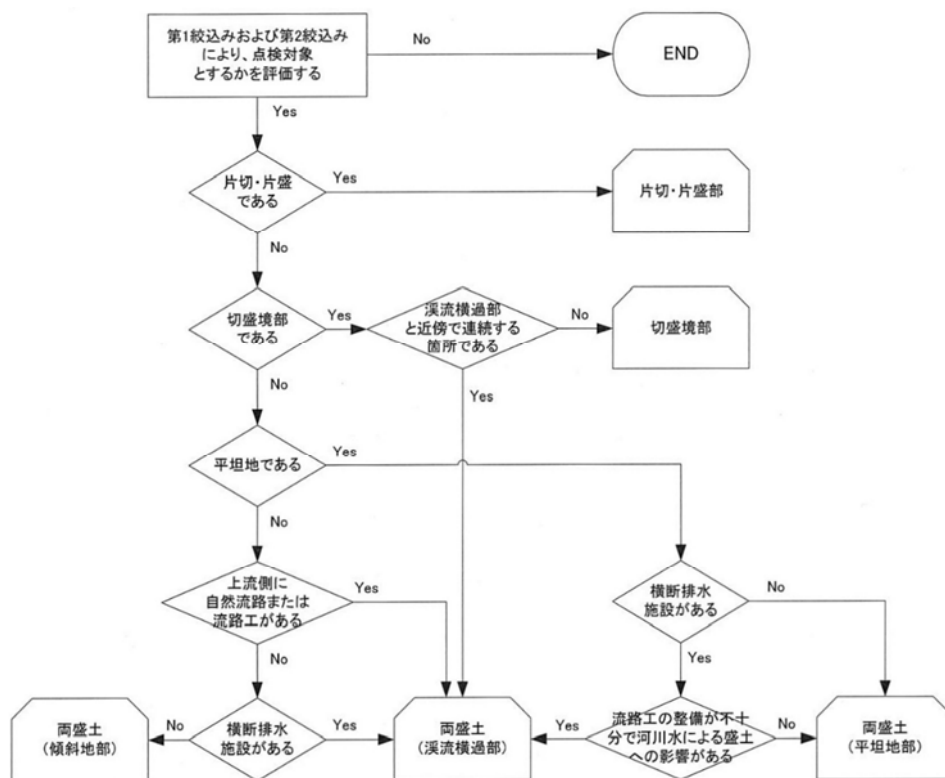 第1絞込みおよび第2絞込み
により、点検対象
とするかを評価する
No
END
Yes
片切・片盛
である
Yes
片切・片盛部
No
切盛境部
である
Yes
渓流横過部
と近傍で連続する
箇所である
No
切盛境部
No
Yes
平坦地である
Yes
No
上流側に
自然流路または
流路工がある
Yes
横断排水
施設がある
No
No
Yes
両盛土
(傾斜地部)
No
横断排水
施設がある
Yes
両盛土
(渓流横過部)
Yes
流路工の整備が不十
分で河川水による盛土
への影響がある
No
両盛土
(平坦地部)